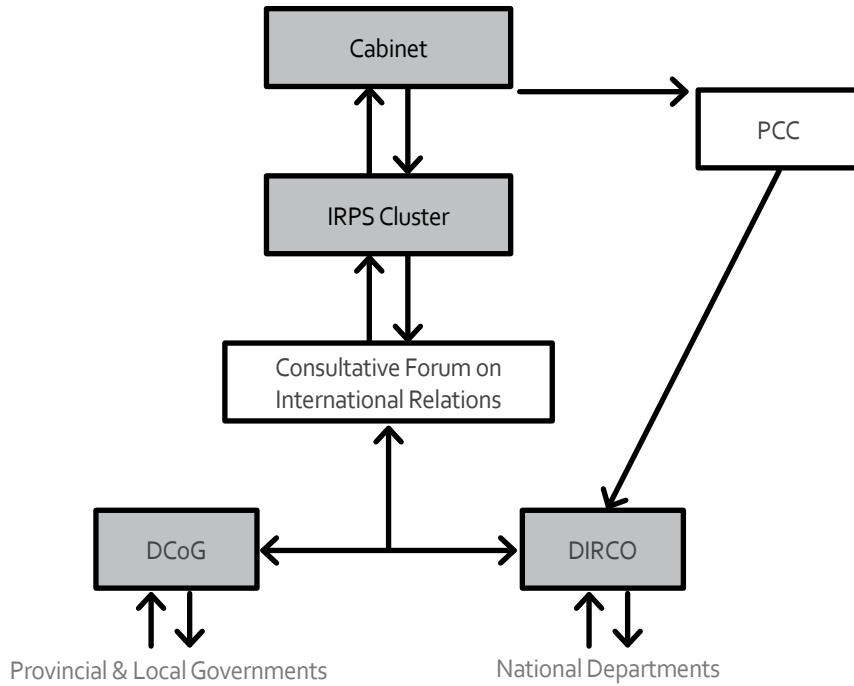 Cabinet
PCC
IRPS Cluster
Consultative Forum on
International Relations
DCoG
DIRCO
Provincial & Local Governments
National Departments